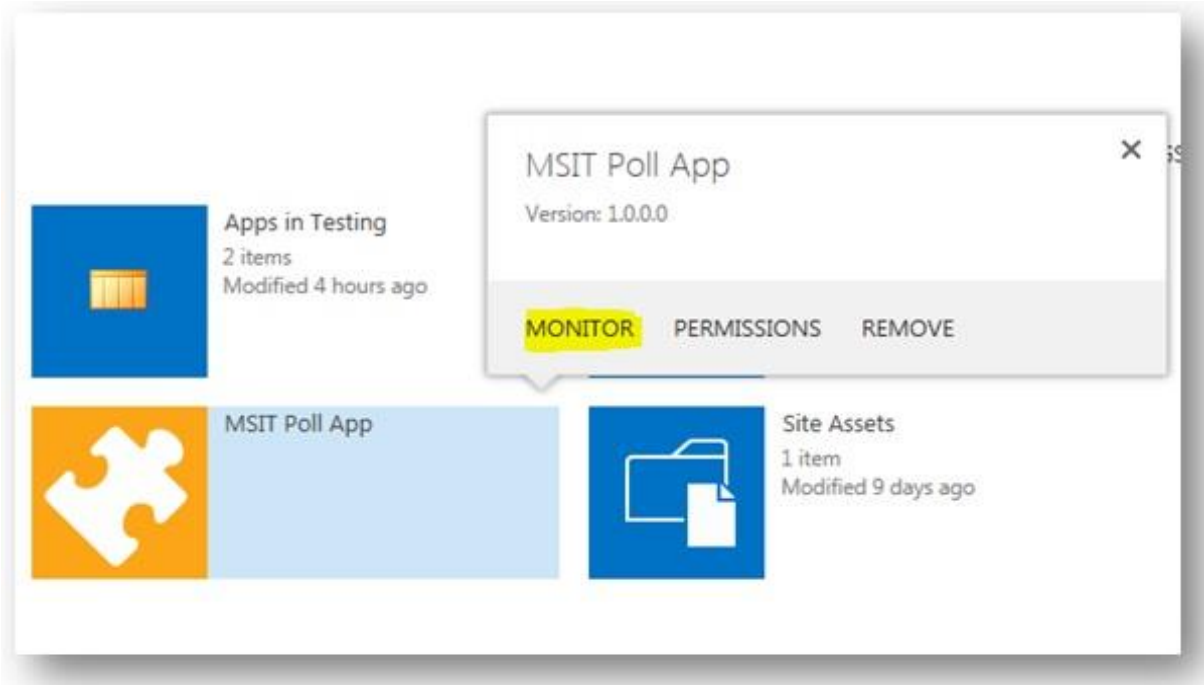 MSIT Poll App
Version: 1.0.0.0
MONITOR PERMISSIONS REMOVE
Apps in Testing
2 items
Modified 4 hours ago
MSIT Poll App
Site Assets
1 item
Modified 9 days ago